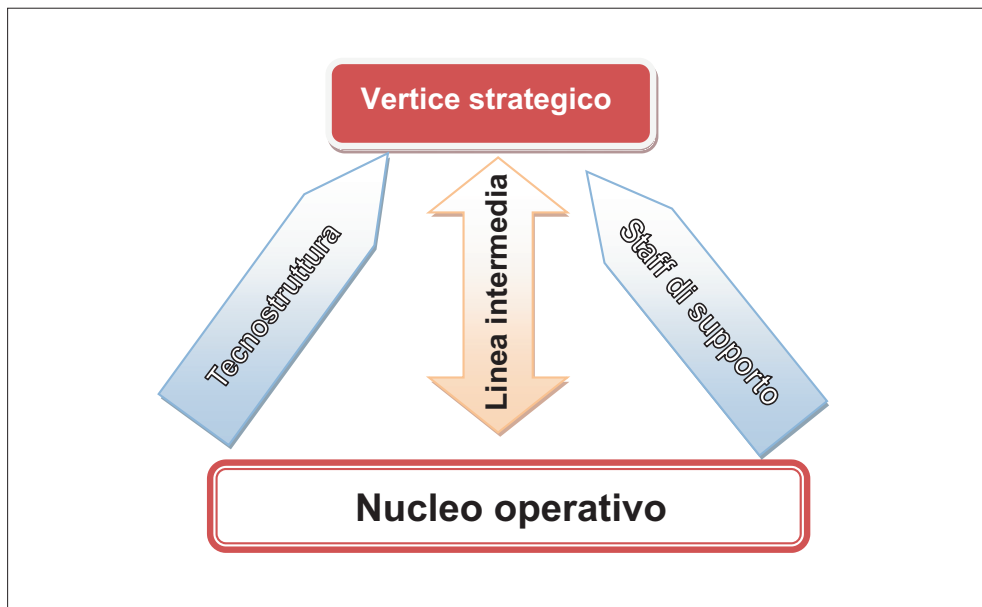 Vertice strategico
Tecnostruttura
Linea intermedia
Staff di supporto
Nucleo operativo